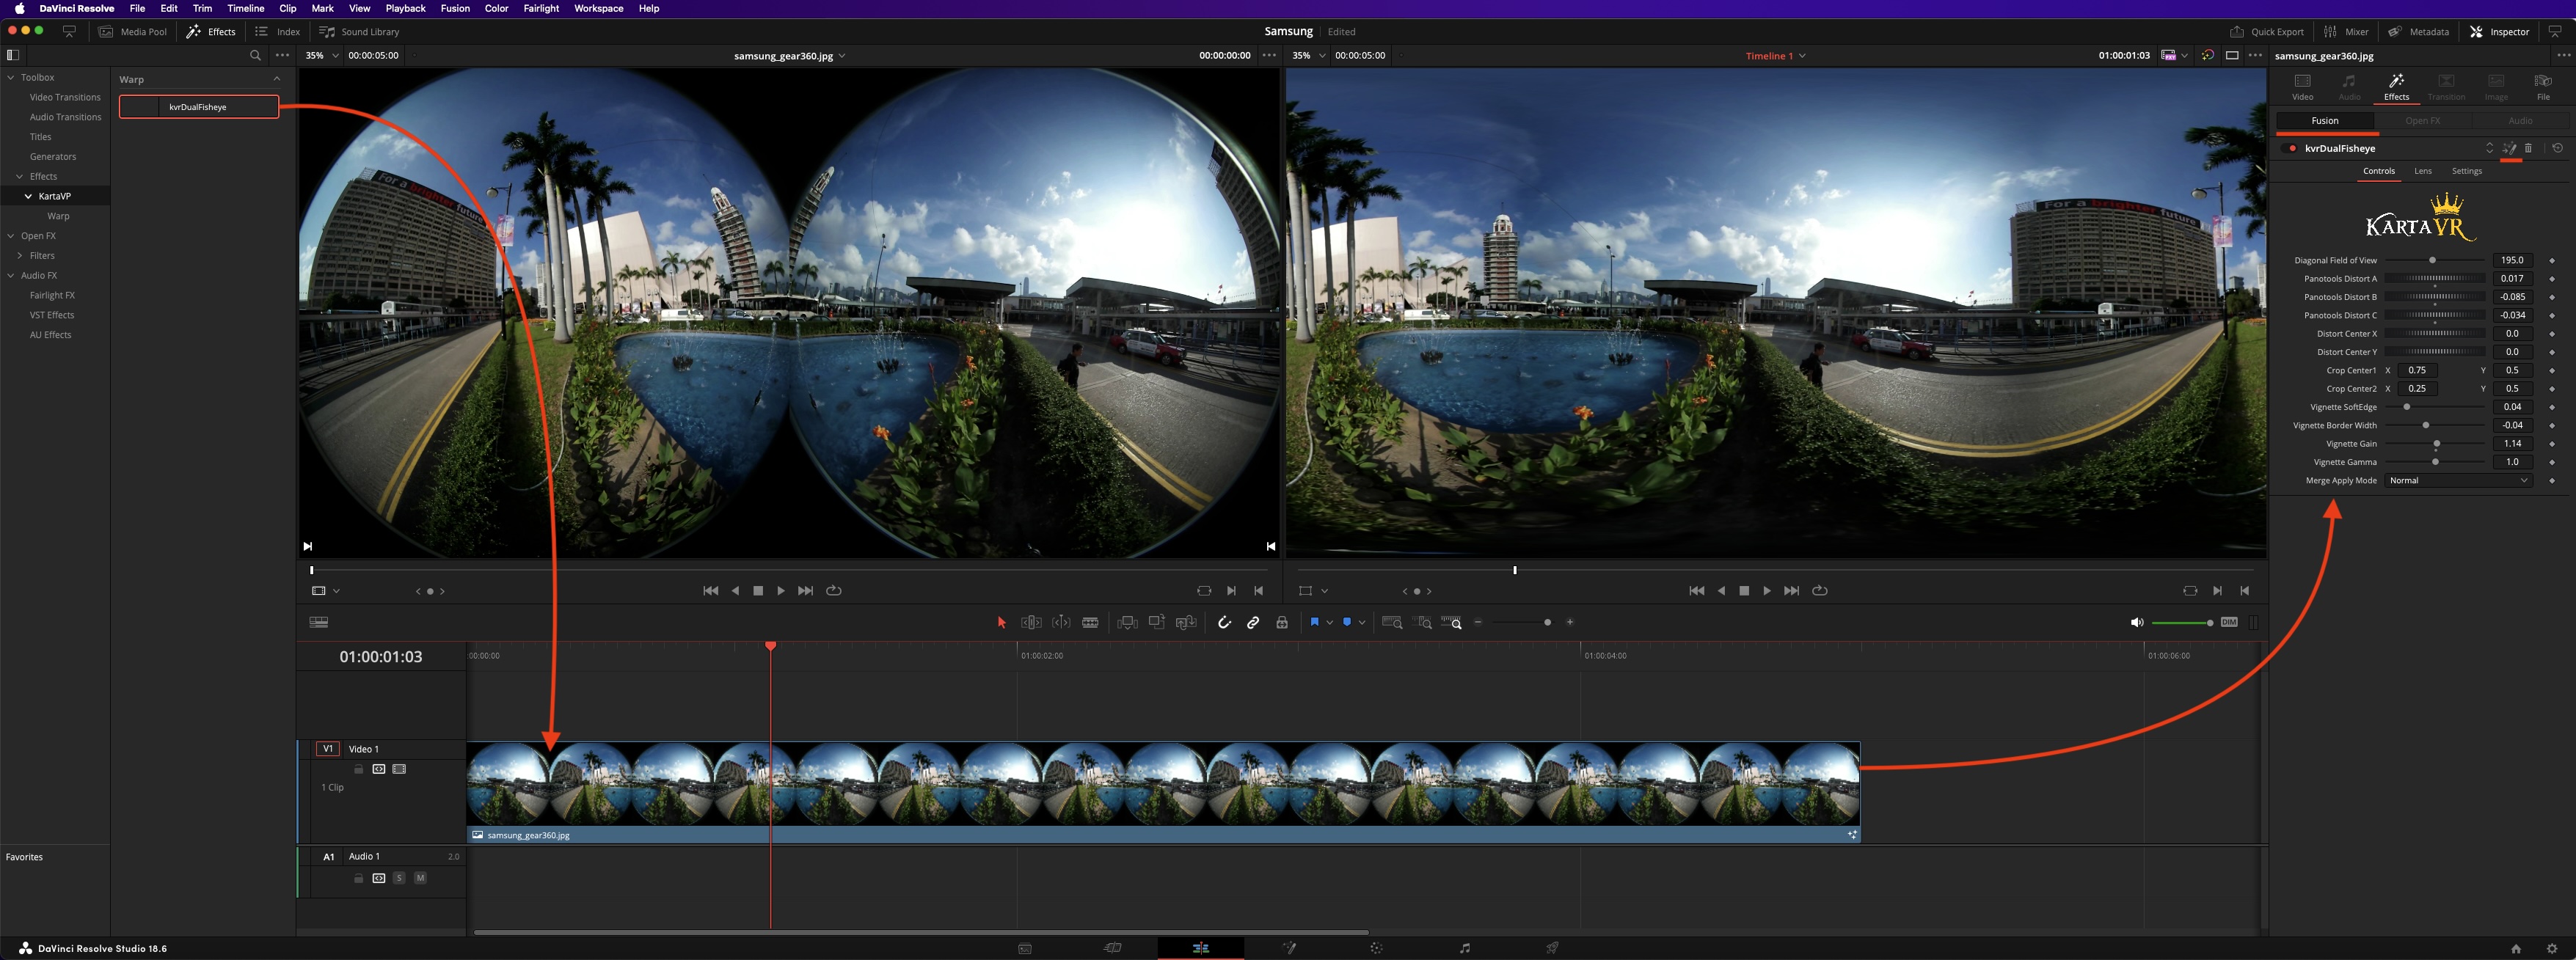 DaVinci Resolve File Edit Trim Timeline Clip Mark View Playback Fusion Color Fairlight Workspace Help
Media Pool Effects Index Sound Library
Samsung Edited
Quick Export Mixer Metadata Inspector
35% 00:00:05:00 samsung_gear360.jpg 00:00:00:00
35% 00:00:05:00 Timeline 1 01:00:01:03
samsung_gear360.jpg
Toolbox
Video Transitions
Audio Transitions
Titles
Generators
Effects
KartaVP
Warp
Open FX
Filters
Audio FX
Fairlight FX
VST Effects
AU Effects
Favorites
Warp
kvrDualFisheye
For a brighter future
For a brighter future
Video Audio Effects Transition Image File
Fusion Open FX Audio
kvrDualFisheye
Controls Lens Settings
KARTAVR
Diagonal Field of View 195.0
Panotools Distort A 0.017
Panotools Distort B -0.085
Panotools Distort C -0.034
Distort Center X 0.0
Distort Center Y 0.0
Crop Center1 X 0.75 Y 0.5
Crop Center2 X 0.25 Y 0.5
Vignette SoftEdge 0.04
Vignette Border Width -0.04
Vignette Gain 1.14
Vignette Gamma 1.0
Merge Apply Mode Normal
DIM
01:00:01:03
:00:00:00 01:00:02:00 01:00:04:00 01:00:06:00
V1 Video 1
1 Clip
samsung_gear360.jpg
A1 Audio 1 2.0
S M
DaVinci Resolve Studio 18.6